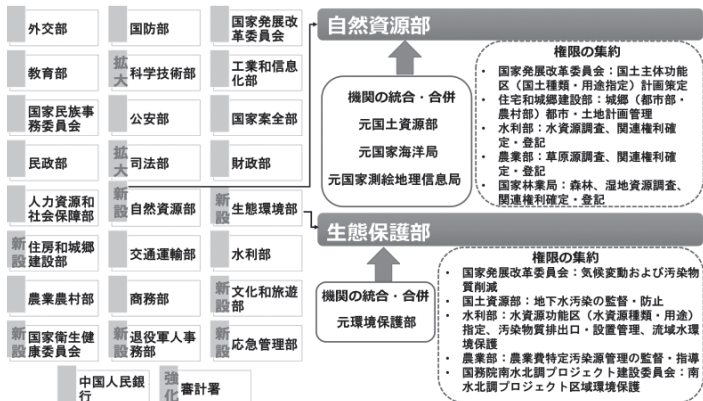 外交部
国防部
国家発展改
革委員会
教育部
拡大
科学技術部
工業和信息
化部
国家民族事
務委員会
公安部
国家案全部
民政部
拡大
司法部
財政部
人力資源和
社会保障部
新設
自然資源部
新設
生態環境部
新設
住房和城郷
建設部
交通運輸部
水利部
農業農村部
商務部
新設
文化和旅遊
部
新設
国家衛生健
康委員会
新設
退役軍人事
務部
新設
応急管理部
中国人民銀
行
強化
審計署
自然資源部
機関の統合・合併
元国土資源部
元国家海洋局
元国家測絵地理信息局
権限の集約
• 国家発展改革委員会：国土主体功能
区（国土種類・用途指定）計画策定
• 住宅和城郷建設部：城郷（都市部・
農村部）都市・土地計画管理
• 水利部：水資源調査、関連権利確
定・登記
• 農業部：草原源調査、関連権利確
定・登記
• 国家林業局：森林、湿地資源調査、
関連権利確定・登記
生態保護部
機関の統合・合併
元環境保護部
権限の集約
• 国家発展改革委員会：気候変動および汚染物
質削減
• 国土資源部：地下水汚染の監督・防止
• 水利部：水資源功能区（水資源種類・用途）
指定、汚染物質排出口・設置管理、流域水環
境保護
• 農業部：農業費特定汚染源管理の監督・指導
• 国務院南水北調プロジェクト建設委員会：南
水北調プロジェクト区域環境保護